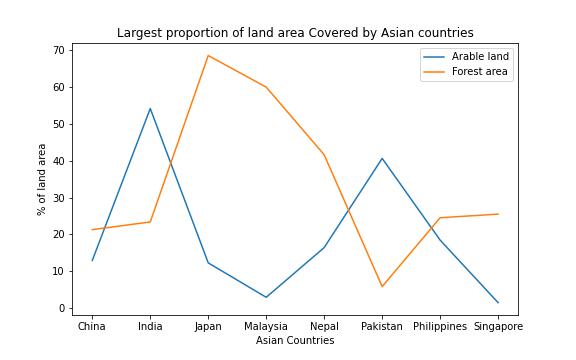 Largest proportion of land area Covered by Asian countries
Arable land
Forest area
70
60
50
40
30
20
10
0
% of land area
China India Japan Malaysia Nepal Pakistan Philippines Singapore
Asian Countries